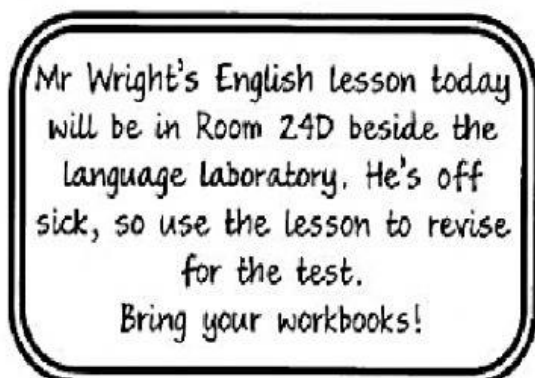 Mr Wright's English lesson today
will be in Room 24D beside the
language laboratory. He's off
sick, so use the lesson to revise
for the test.
Bring your workbooks!